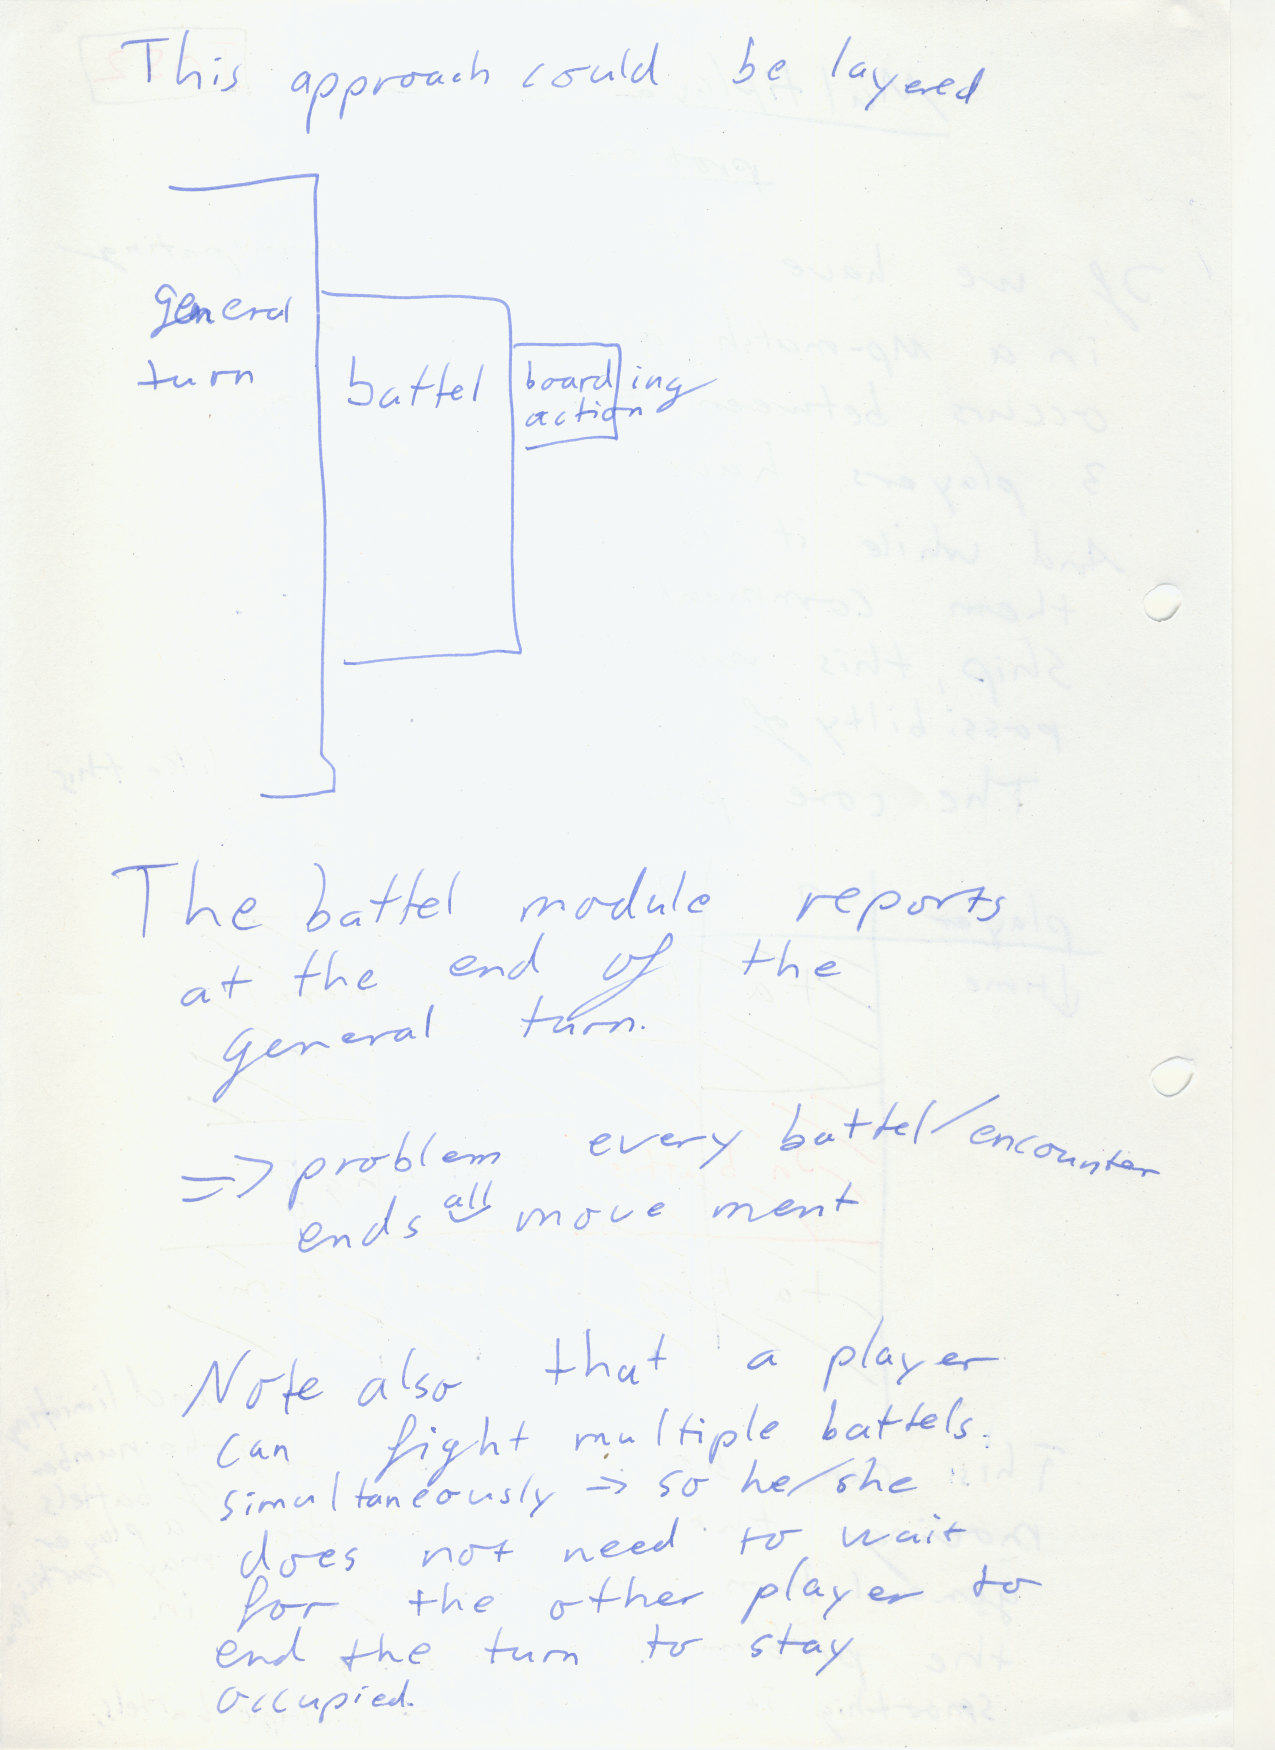 This approach could be layered
general
turn
battel
boarding
action
The battel module reports
at the end of the
general turn.
=> problem every battel/encounter
ends all move ment
Note also that a player
can fight multiple battels.
simultaneously -> so he/she
does not need to wait
for the other player to
end the turn to stay
occupied.